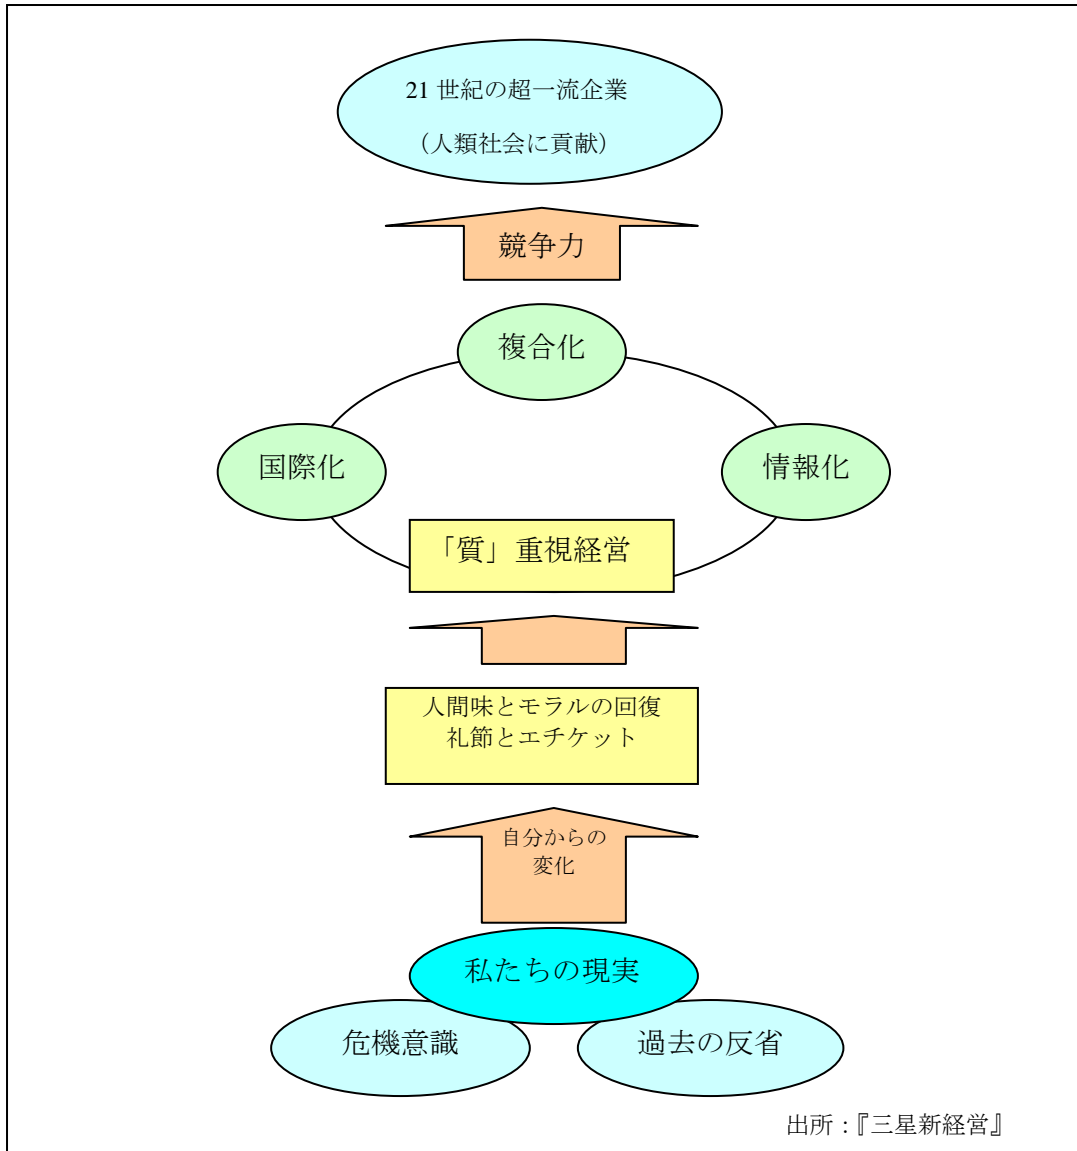 21 世紀の超一流企業
（人類社会に貢献）
競争力
複合化
国際化
情報化
「質」重視経営
人間味とモラルの回復
礼節とエチケット
自分からの
変化
私たちの現実
危機意識
過去の反省
出所：『三星新経営』